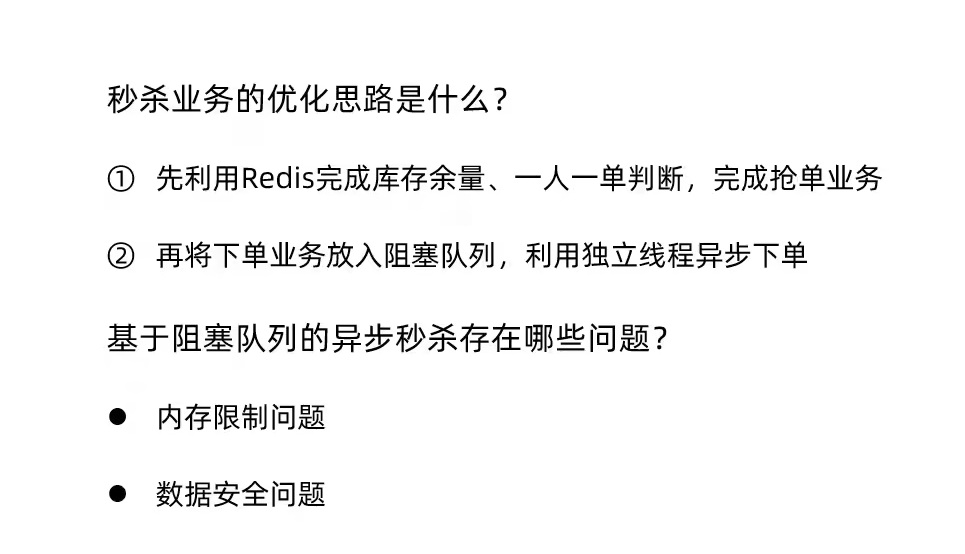 秒杀业务的优化思路是什么？
① 先利用Redis完成库存余量、一人一单判断，完成抢单业务
② 再将下单业务放入阻塞队列，利用独立线程异步下单
基于阻塞队列的异步秒杀存在哪些问题？
● 内存限制问题
● 数据安全问题